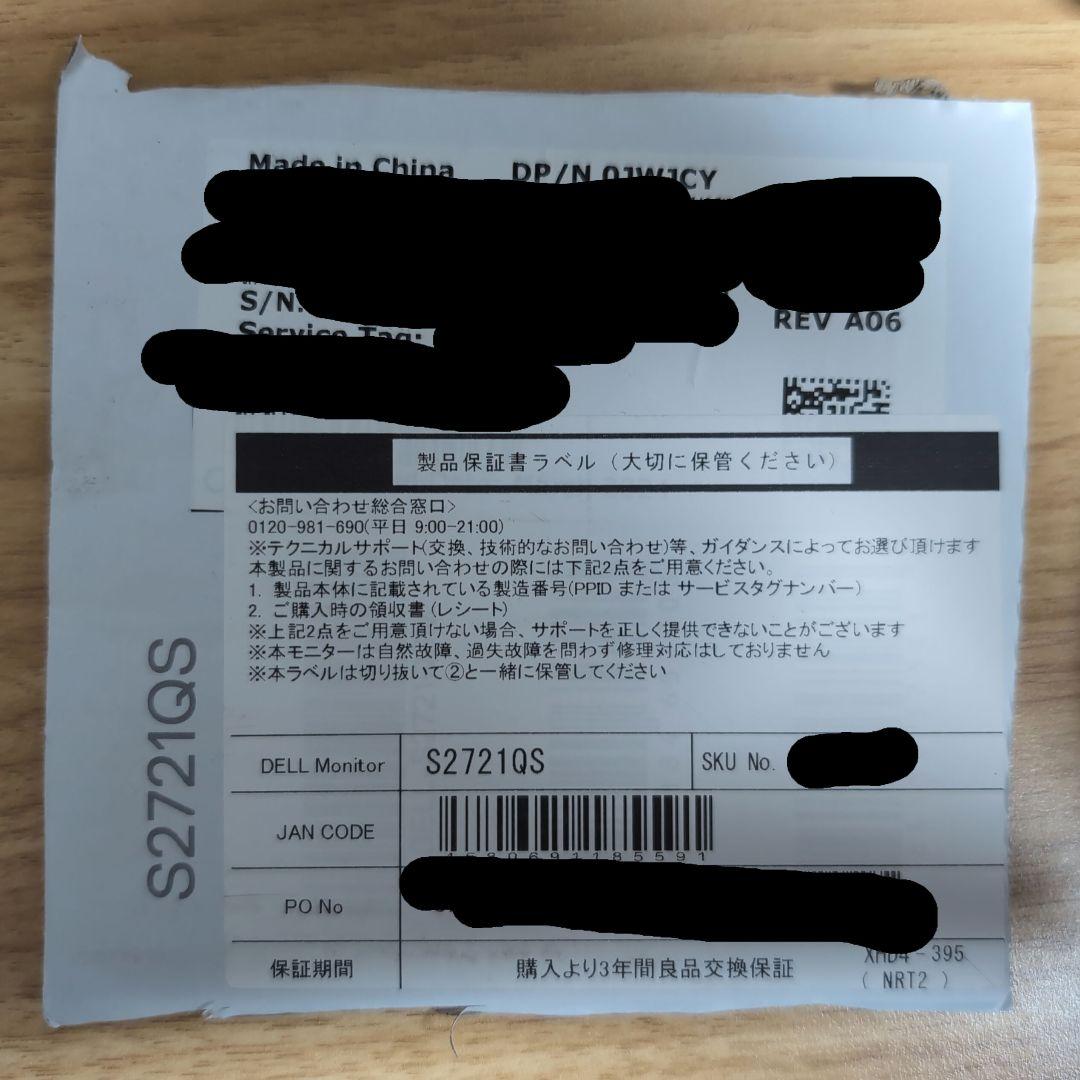 Made in China DP/N 0JWJCY
S/N:
REV A06
Service Tag:
製品保証書ラベル (大切に保管ください)
<お問い合わせ総合窓口>
0120-981-690(平日 9:00-21:00)
※テクニカルサポート(交換、技術的なお問い合わせ)等、ガイダンスによってお選び頂けます
本製品に関するお問い合わせの際には下記2点をご用意ください。
1. 製品本体に記載されている製造番号(PPID または サービスタグナンバー)
2. ご購入時の領収書 (レシート)
※上記2点をご用意頂けない場合、サポートを正しく提供できないことがございます
※本モニターは自然故障、過失故障を問わず修理対応はしておりません
※本ラベルは切り抜いて②と一緒に保管してください
S2721QS
DELL Monitor S2721QS SKU No.
JAN CODE
PO No
保証期間 購入より3年間良品交換保証
XHD4-395
( NRT2 )